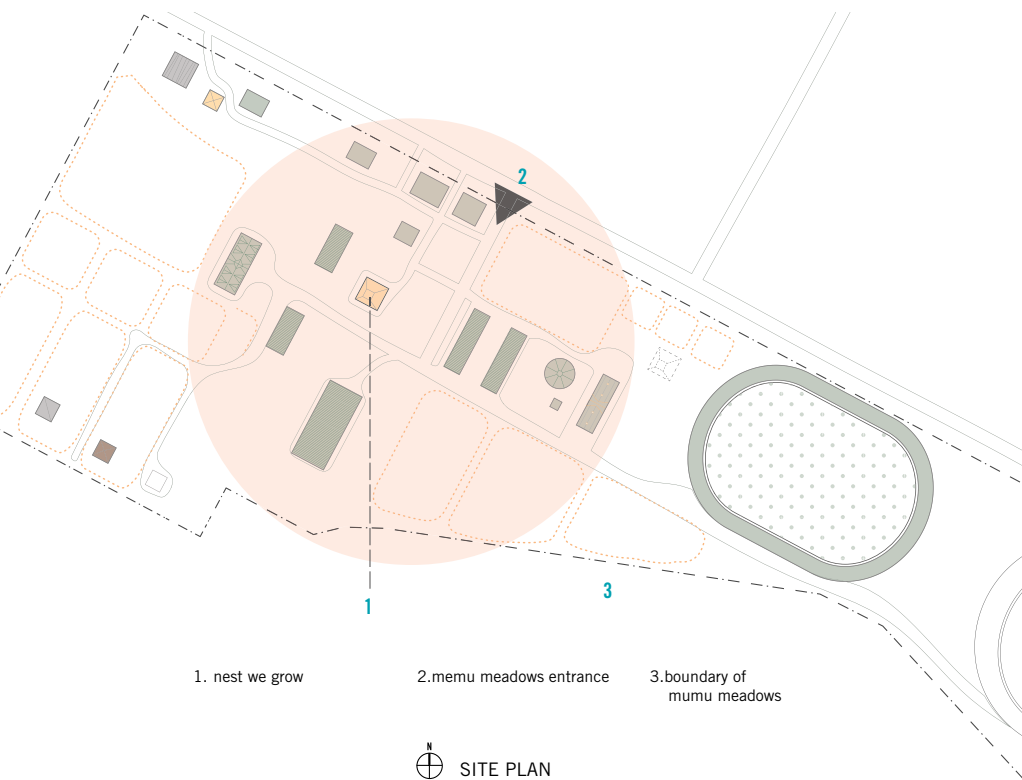 2
3
1
1. nest we grow
2.memu meadows entrance
3.boundary of
mumu meadows
N
SITE PLAN